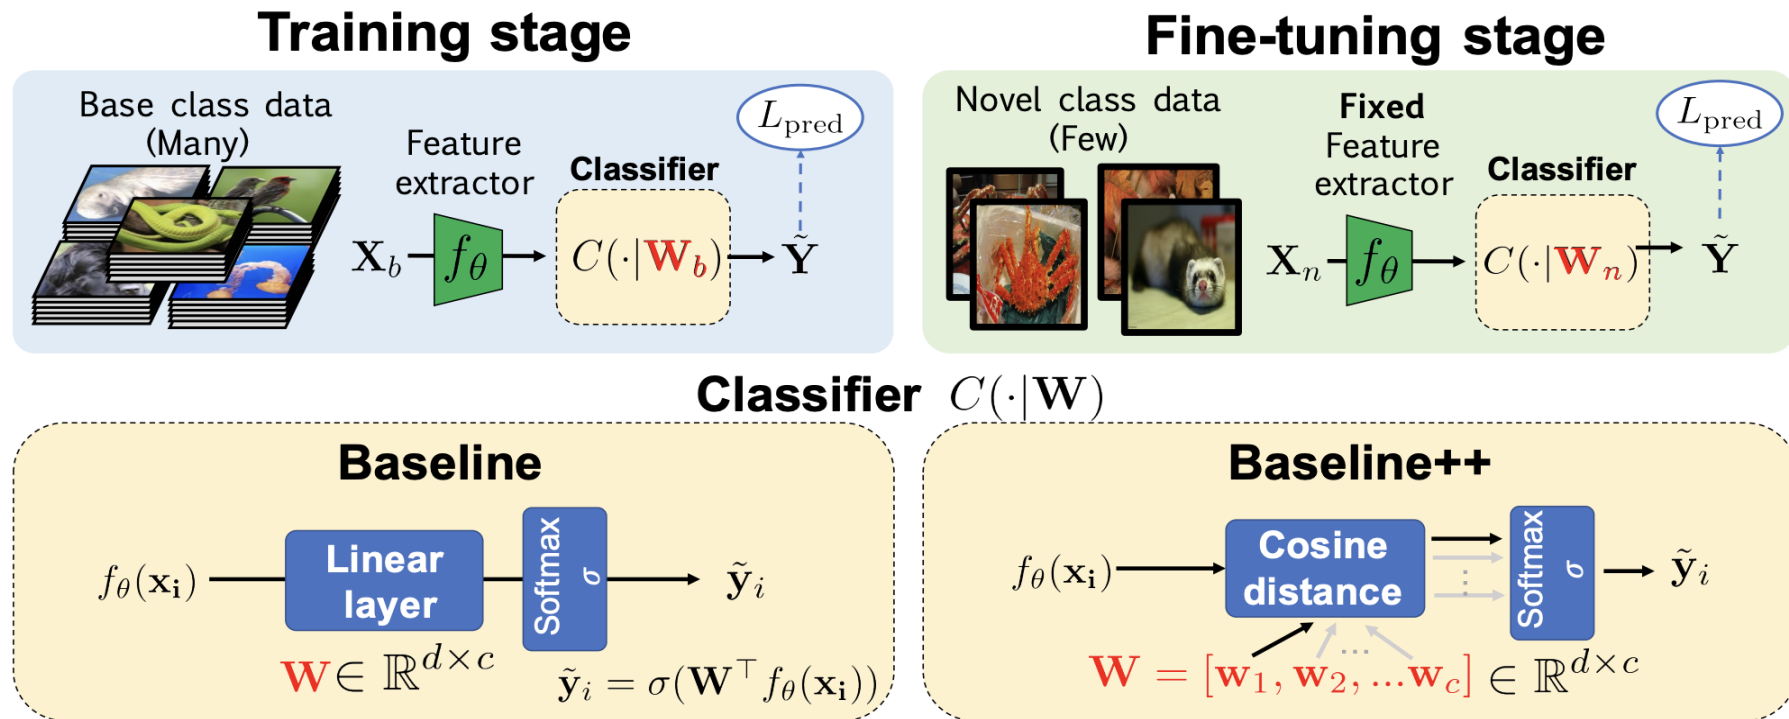 Training stage
Base class data
(Many)
Feature
extractor
Classifier
L_pred
X_b
f_θ
C(·|W_b)
Ỹ
Fine-tuning stage
Novel class data
(Few)
Fixed
Feature
extractor
Classifier
L_pred
X_n
f_θ
C(·|W_n)
Ỹ
Classifier C(·|W)
Baseline
f_θ(x_i)
Linear
layer
Softmax
σ
ỹ_i
W ∈ ℝ^{d×c}
ỹ_i = σ(W^⊤ f_θ(x_i))
Baseline++
f_θ(x_i)
Cosine
distance
Softmax
σ
ỹ_i
...
W = [w_1, w_2, ...w_c] ∈ ℝ^{d×c}